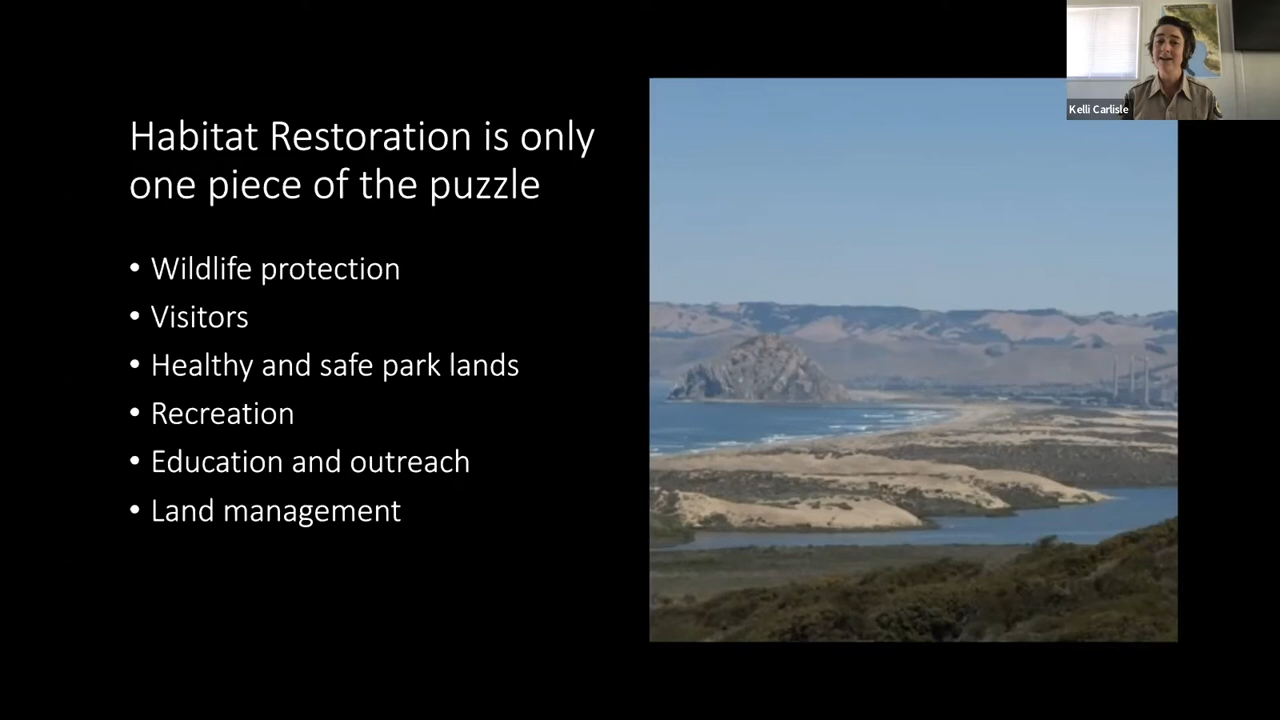 Habitat Restoration is only
one piece of the puzzle
• Wildlife protection
• Visitors
• Healthy and safe park lands
• Recreation
• Education and outreach
• Land management
Kelli Carlisle